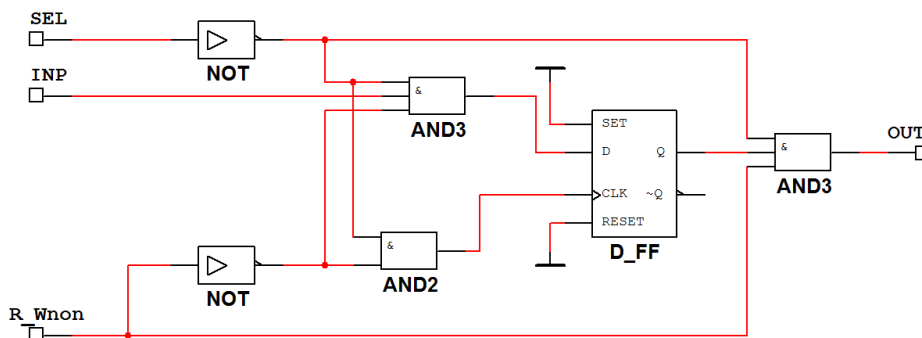 SEL
NOT
INP
&
AND3
SET
D Q
CLK ~Q
RESET
D_FF
&
AND3
OUT
&
AND2
NOT
R_Wnon